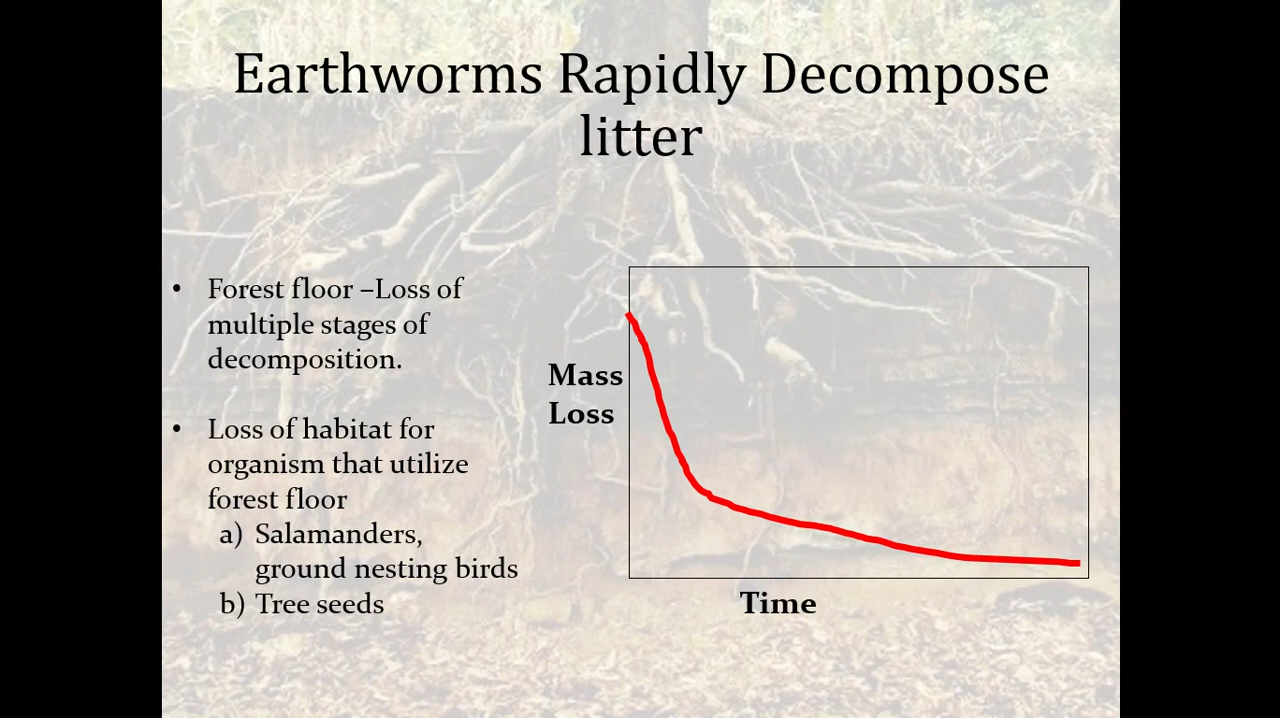 Earthworms Rapidly Decompose
litter
• Forest floor –Loss of
multiple stages of
decomposition.
• Loss of habitat for
organism that utilize
forest floor
a) Salamanders,
ground nesting birds
b) Tree seeds
Mass
Loss
Time